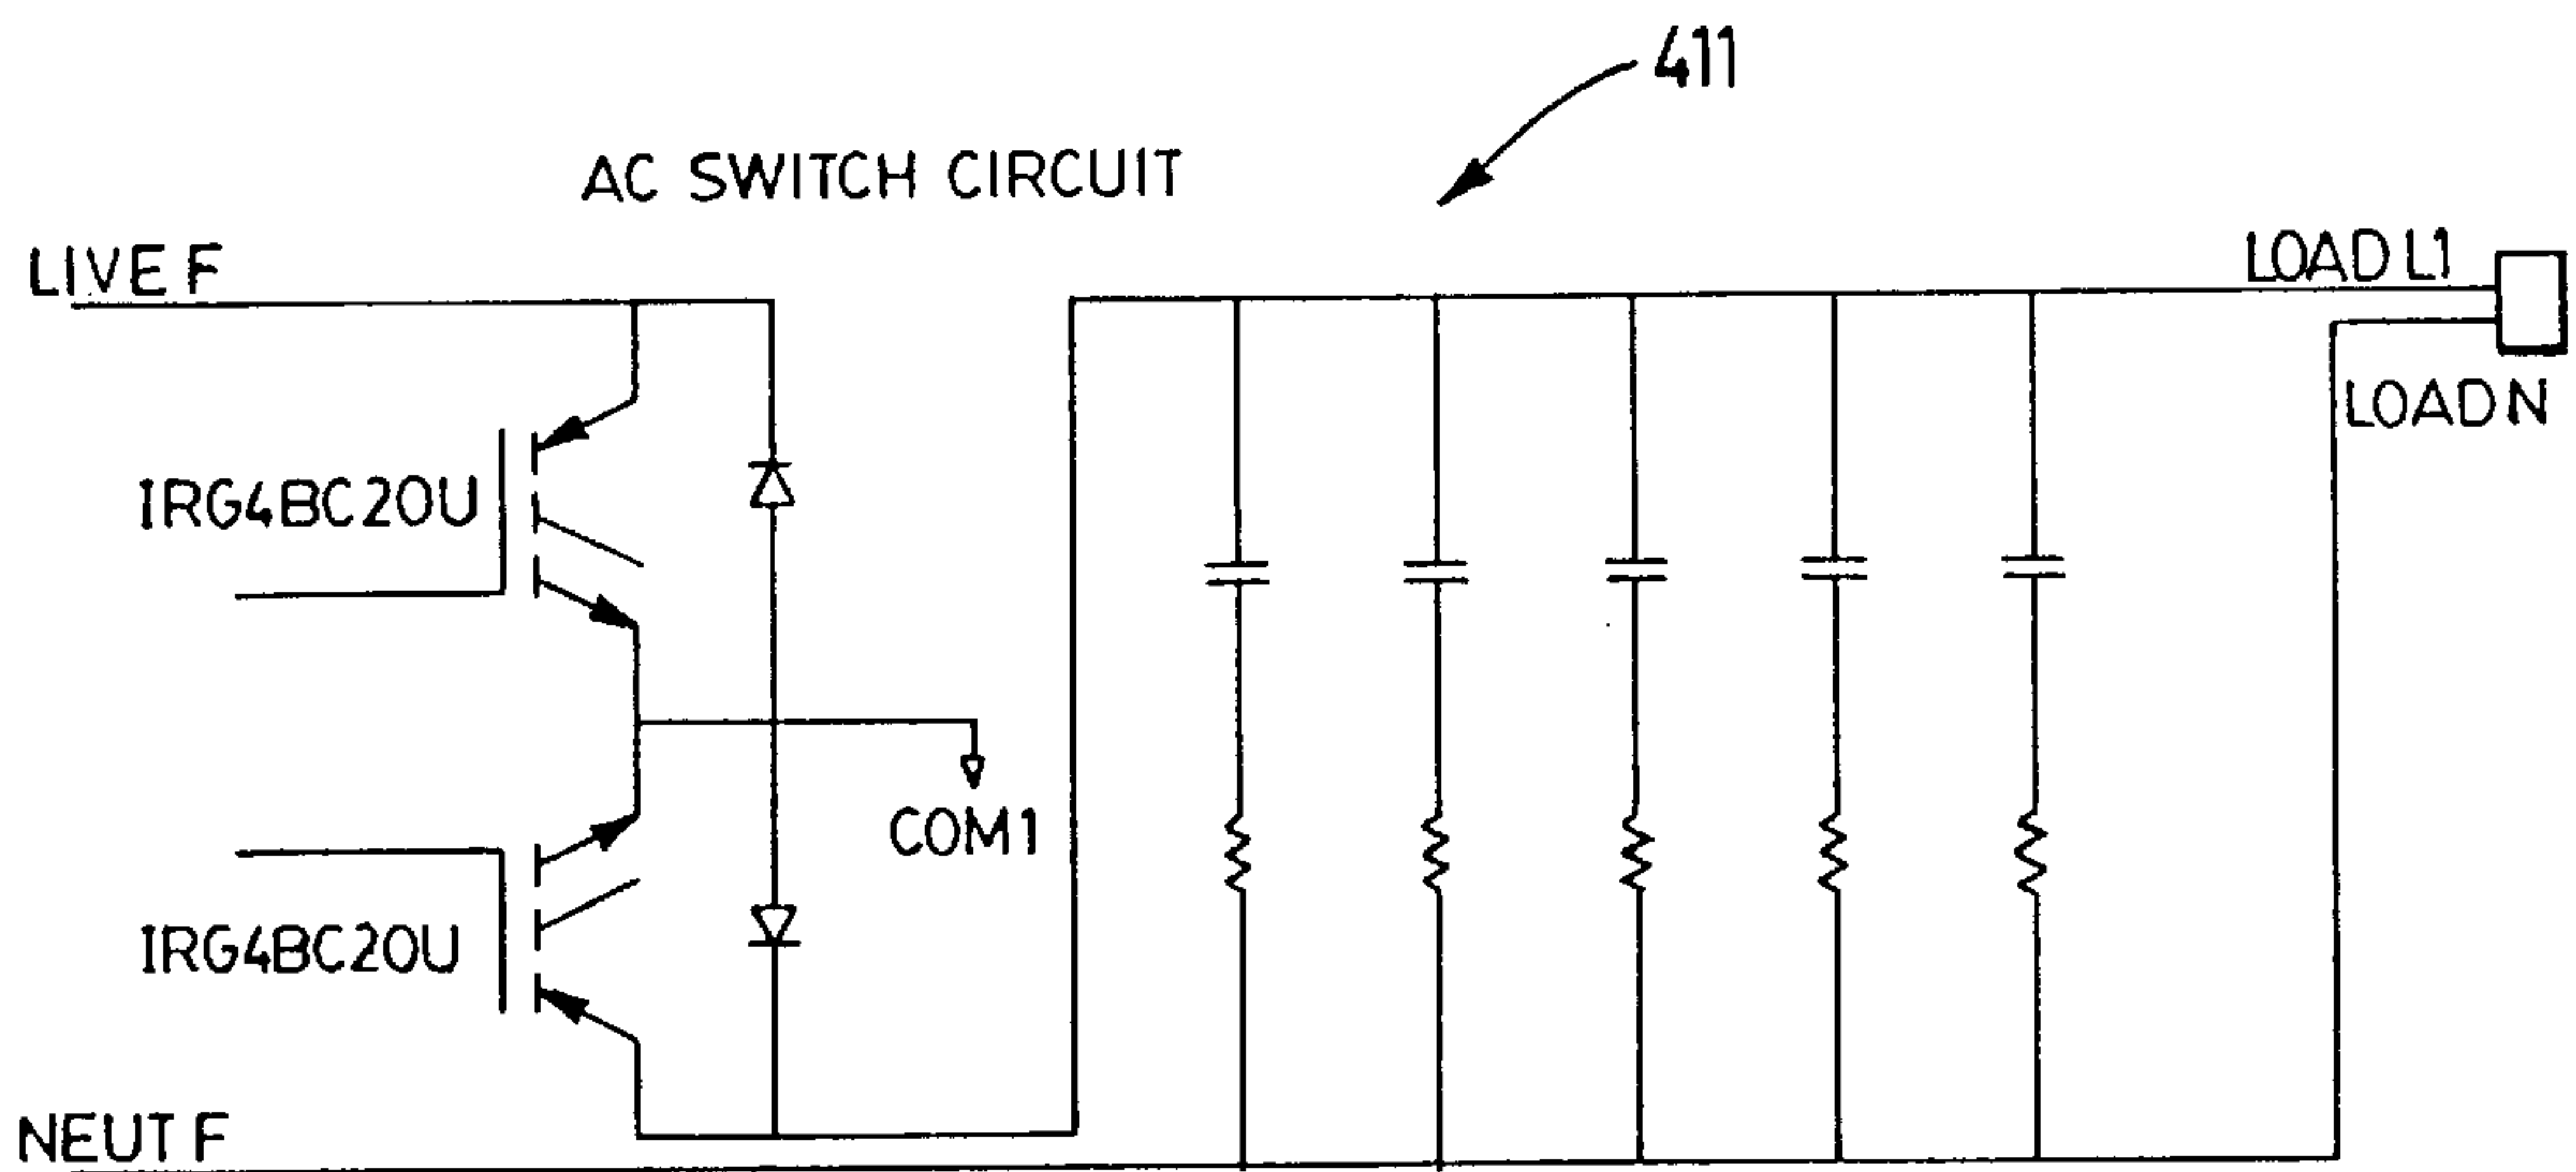 411
AC SWITCH CIRCUIT
LIVE F
LOAD L1
LOAD N
IRG4BC20U
COM1
IRG4BC20U
NEUT F